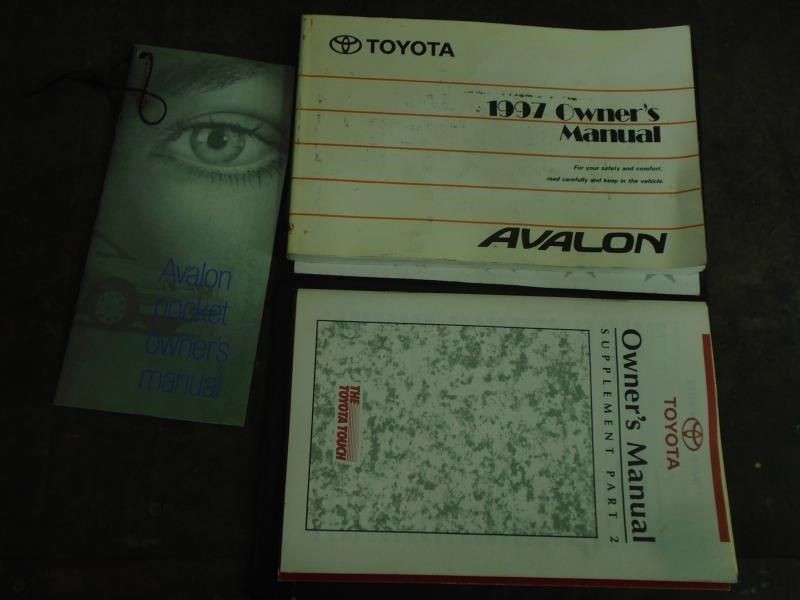 TOYOTA
1997 Owner's
Manual
For your safety and comfort,
read carefully and keep in the vehicle.
AVALON
Avalon
pocket
owner's
manual
TOYOTA
Owner's Manual
SUPPLEMENT PART 2
THE
TOYOTA TOUCH